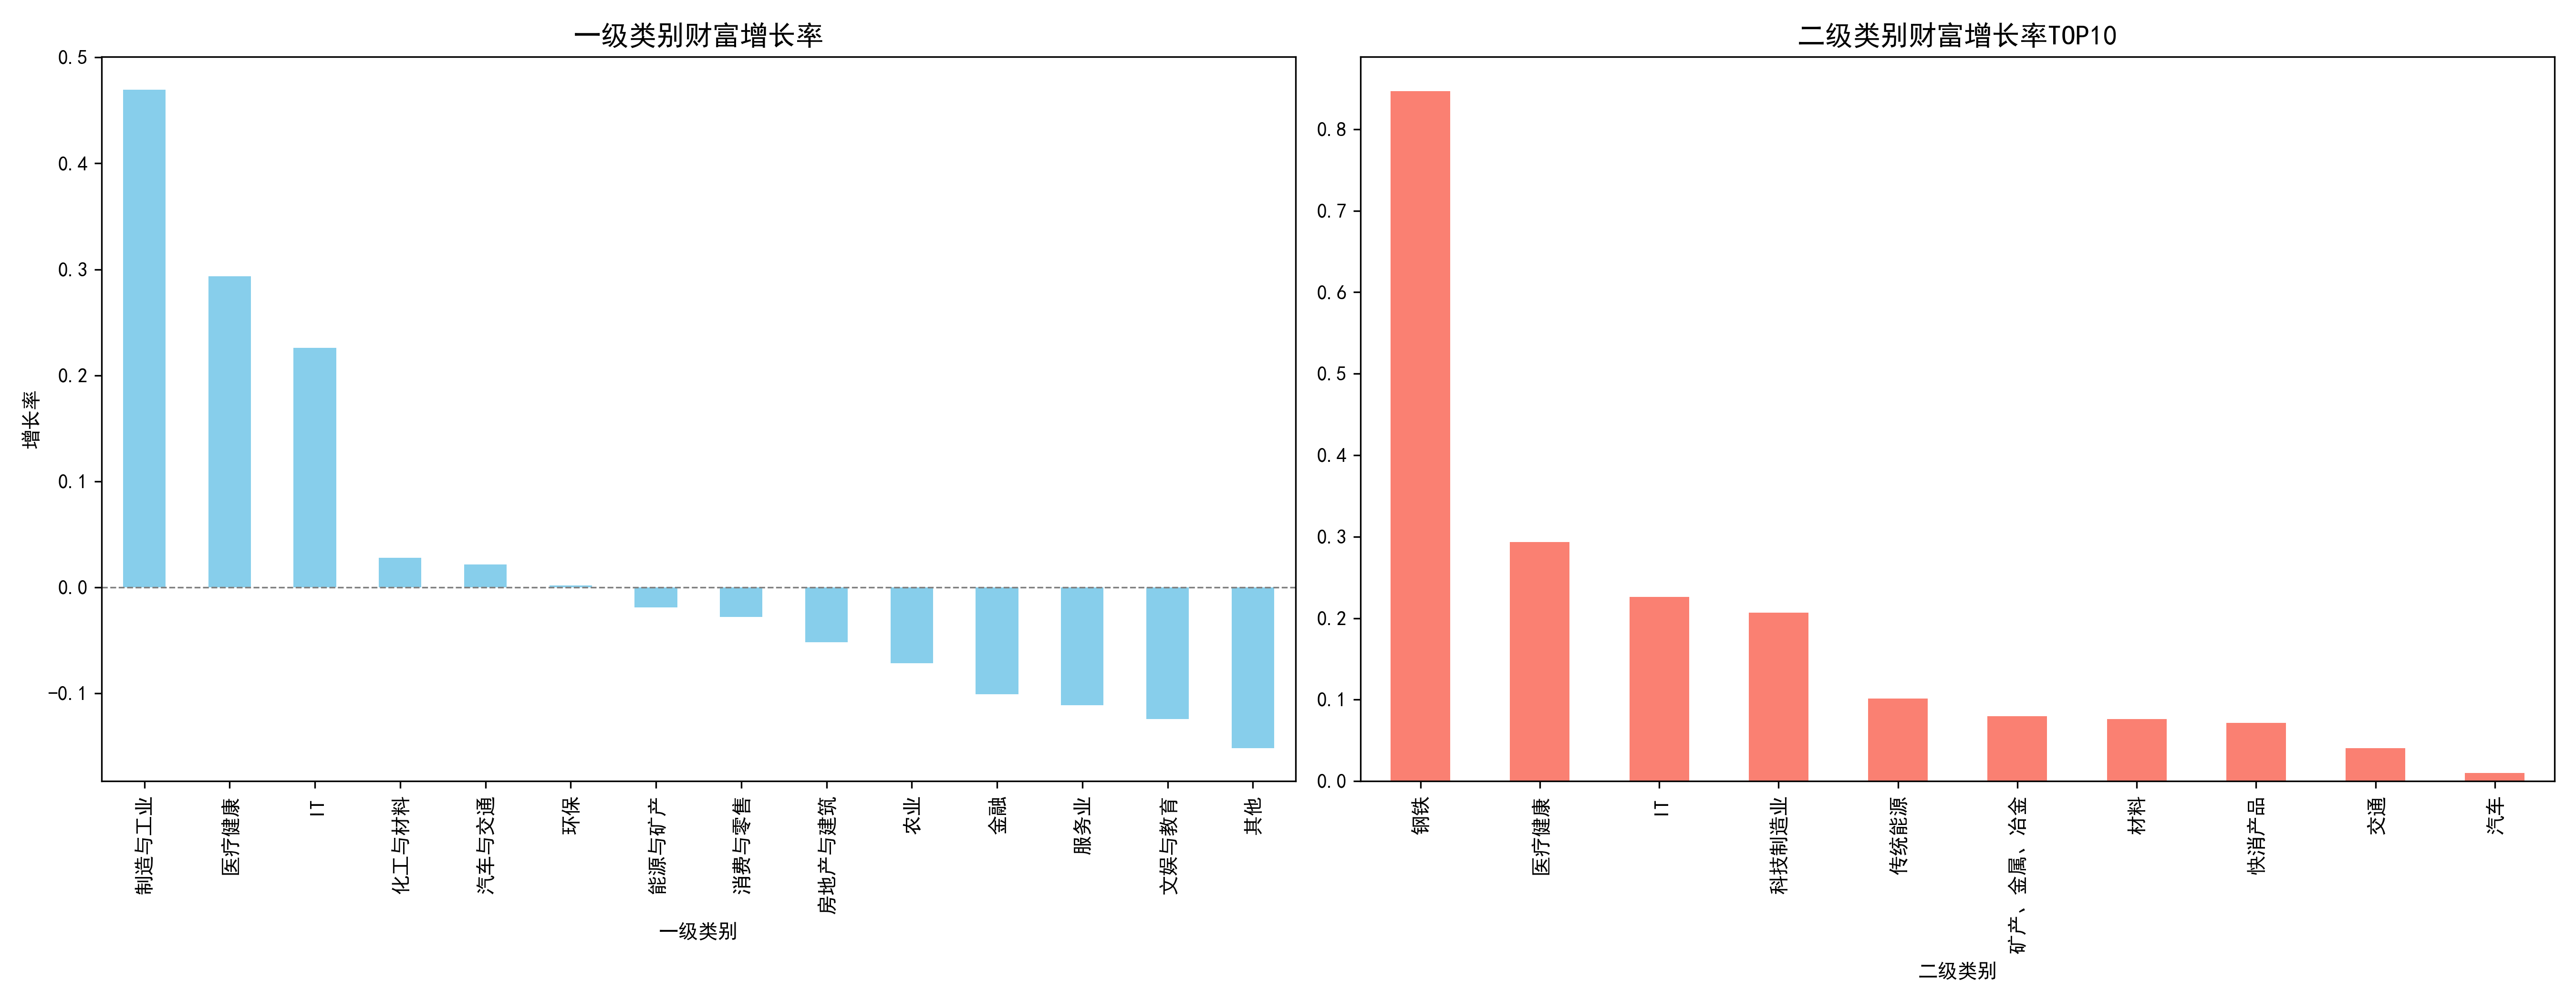 一级类别财富增长率
增长率
0.5
0.4
0.3
0.2
0.1
0.0
-0.1
制造与工业
医疗健康
IT
化工与材料
汽车与交通
环保
能源与矿产
消费与零售
房地产与建筑
农业
金融
服务业
文娱与教育
其他
一级类别
二级类别财富增长率TOP10
0.8
0.7
0.6
0.5
0.4
0.3
0.2
0.1
0.0
钢铁
医疗健康
IT
科技制造业
传统能源
矿产、金属、冶金
材料
快消产品
交通
汽车
二级类别